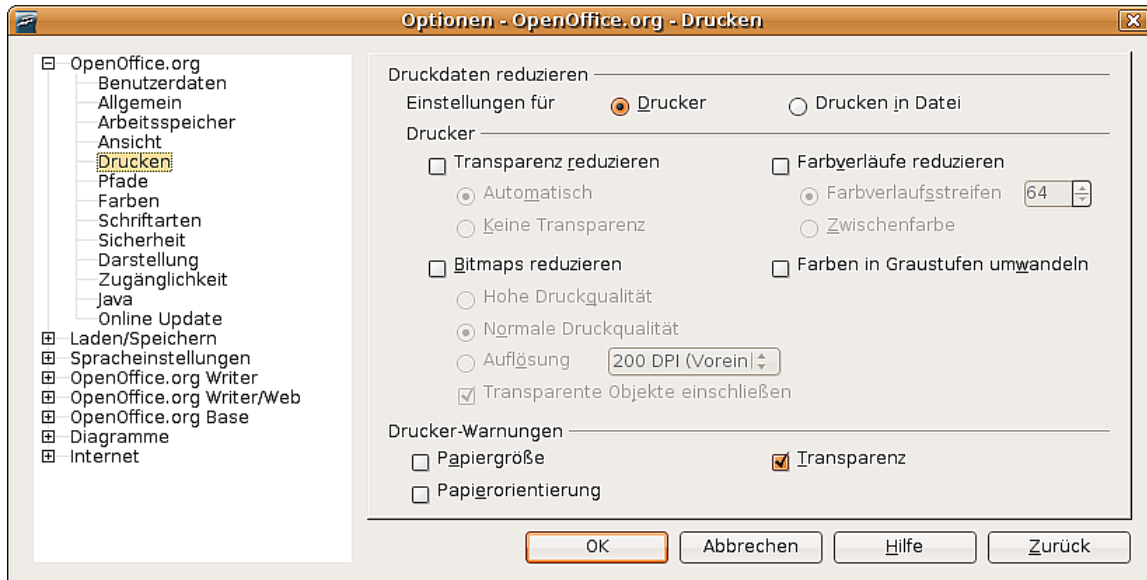 Optionen - OpenOffice.org - Drucken
OpenOffice.org
Benutzerdaten
Allgemein
Arbeitsspeicher
Ansicht
Drucken
Pfade
Farben
Schriftarten
Sicherheit
Darstellung
Zugänglichkeit
Java
Online Update
Laden/Speichern
Spracheinstellungen
OpenOffice.org Writer
OpenOffice.org Writer/Web
OpenOffice.org Base
Diagramme
Internet
Druckdaten reduzieren
Einstellungen für Drucker Drucken in Datei
Drucker
Transparenz reduzieren Farbverläufe reduzieren
Automatisch Farbverlaufsstreifen 64
Keine Transparenz Zwischenfarbe
Bitmaps reduzieren Farben in Graustufen umwandeln
Hohe Druckqualität
Normale Druckqualität
Auflösung 200 DPI (Vorein
Transparente Objekte einschließen
Drucker-Warnungen
Papiergröße Transparenz
Papierorientierung
OK Abbrechen Hilfe Zurück